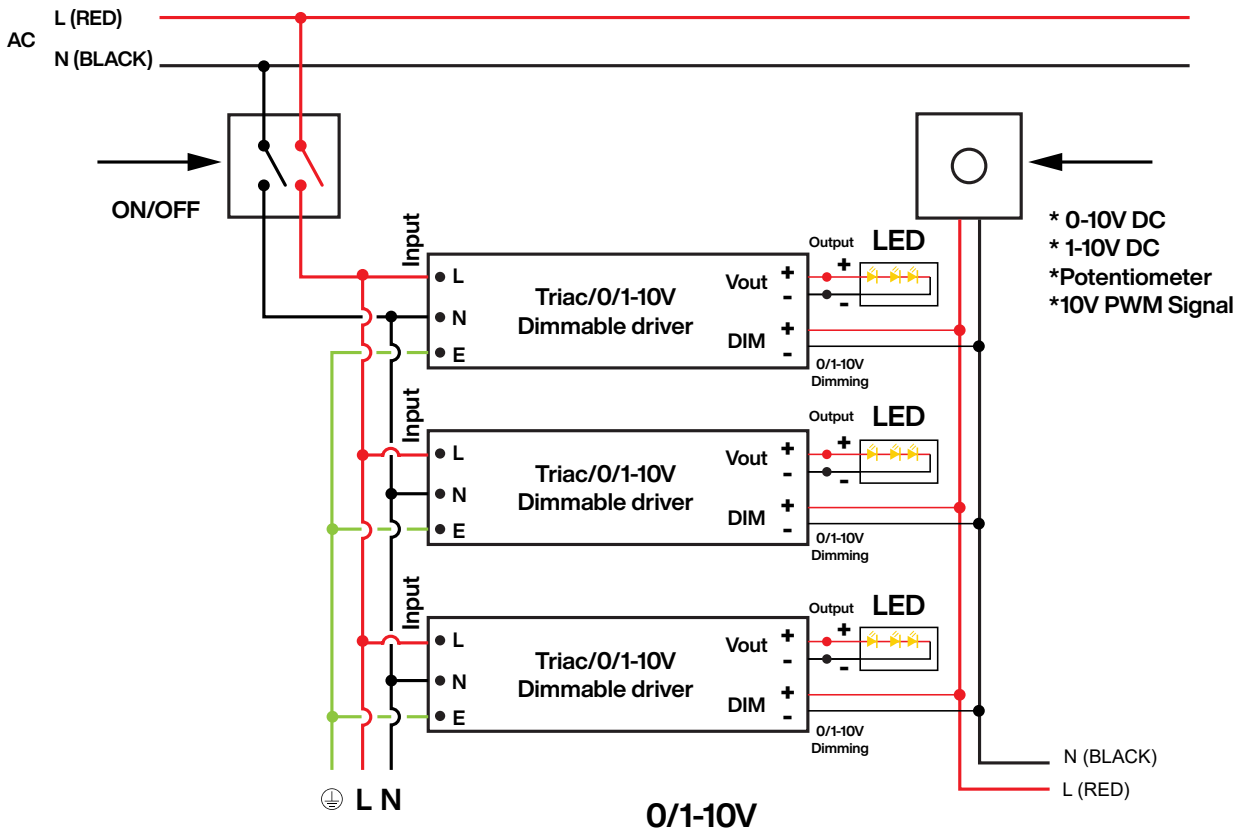 L (RED)
AC
N (BLACK)
ON/OFF
* 0-10V DC
* 1-10V DC
*Potentiometer
*10V PWM Signal
Input
L
N
E
Triac/0/1-10V
Dimmable driver
Vout
+
-
DIM
+
-
Output
LED
+
-
0/1-10V
Dimming
Input
L
N
E
Triac/0/1-10V
Dimmable driver
Vout
+
-
DIM
+
-
Output
LED
+
-
0/1-10V
Dimming
Input
L
N
E
Triac/0/1-10V
Dimmable driver
Vout
+
-
DIM
+
-
Output
LED
+
-
0/1-10V
Dimming
N (BLACK)
L (RED)
L N
0/1-10V